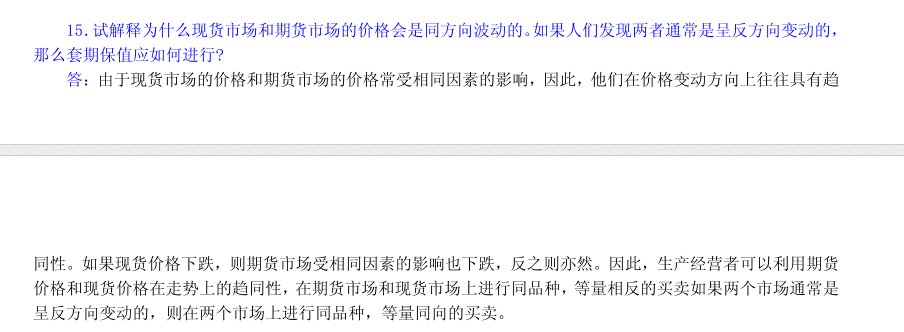 15.试解释为什么现货市场和期货市场的价格会是同方向波动的。如果人们发现两者通常是呈反方向变动的，
那么套期保值应如何进行？
答：由于现货市场的价格和期货市场的价格常受相同因素的影响，因此，他们在价格变动方向上往往具有趋
同性。如果现货价格下跌，则期货市场受相同因素的影响也下跌，反之则亦然。因此，生产经营者可以利用期货
价格和现货价格在走势上的趋同性，在期货市场和现货市场上进行同品种，等量相反的买卖如果两个市场通常是
呈反方向变动的，则在两个市场上进行同品种，等量同向的买卖。